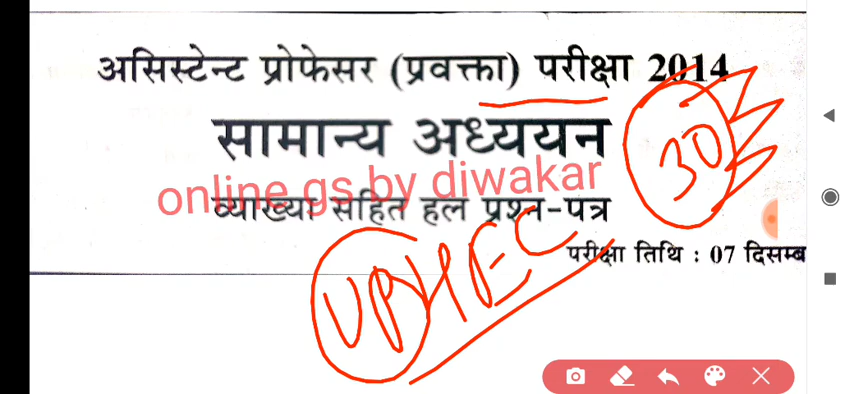 असिस्टेन्ट प्रोफेसर (प्रवक्ता) परीक्षा 2014
सामान्य अध्ययन
30
online gs by diwakar
व्याख्या सहित हल प्रश्न-पत्र
UPHEC
परीक्षा तिथि : 07 दिसम्ब